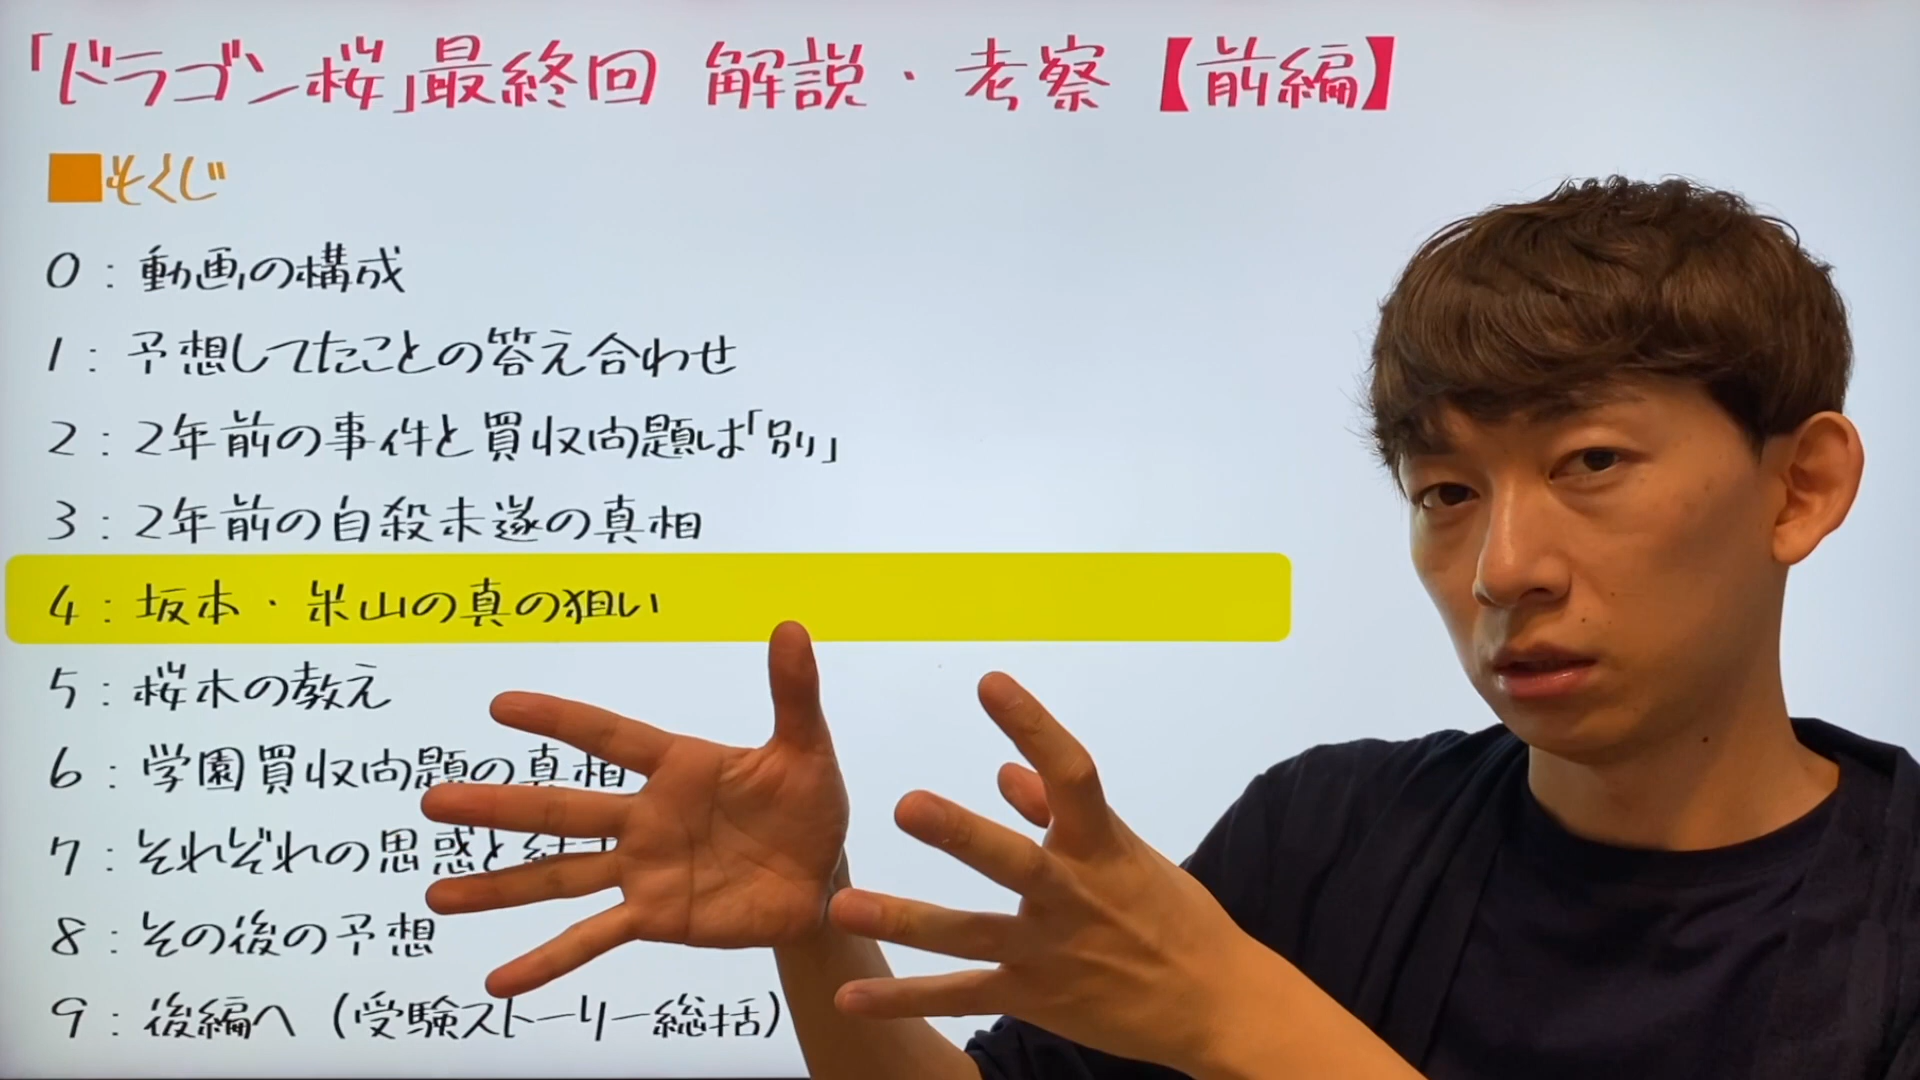 「ドラゴン桜」最終回 解説・考察【前編】
■もくじ
0：動画の構成
1：予想してたことの答え合わせ
2：2年前の事件と買収問題は「別」
3：2年前の自殺未遂の真相
4：坂本・米山の真の狙い
5：桜木の教え
6：学園買収問題の真相
7：それぞれの思惑と
8：その後の予想
9：後編へ（受験ストーリー総括）